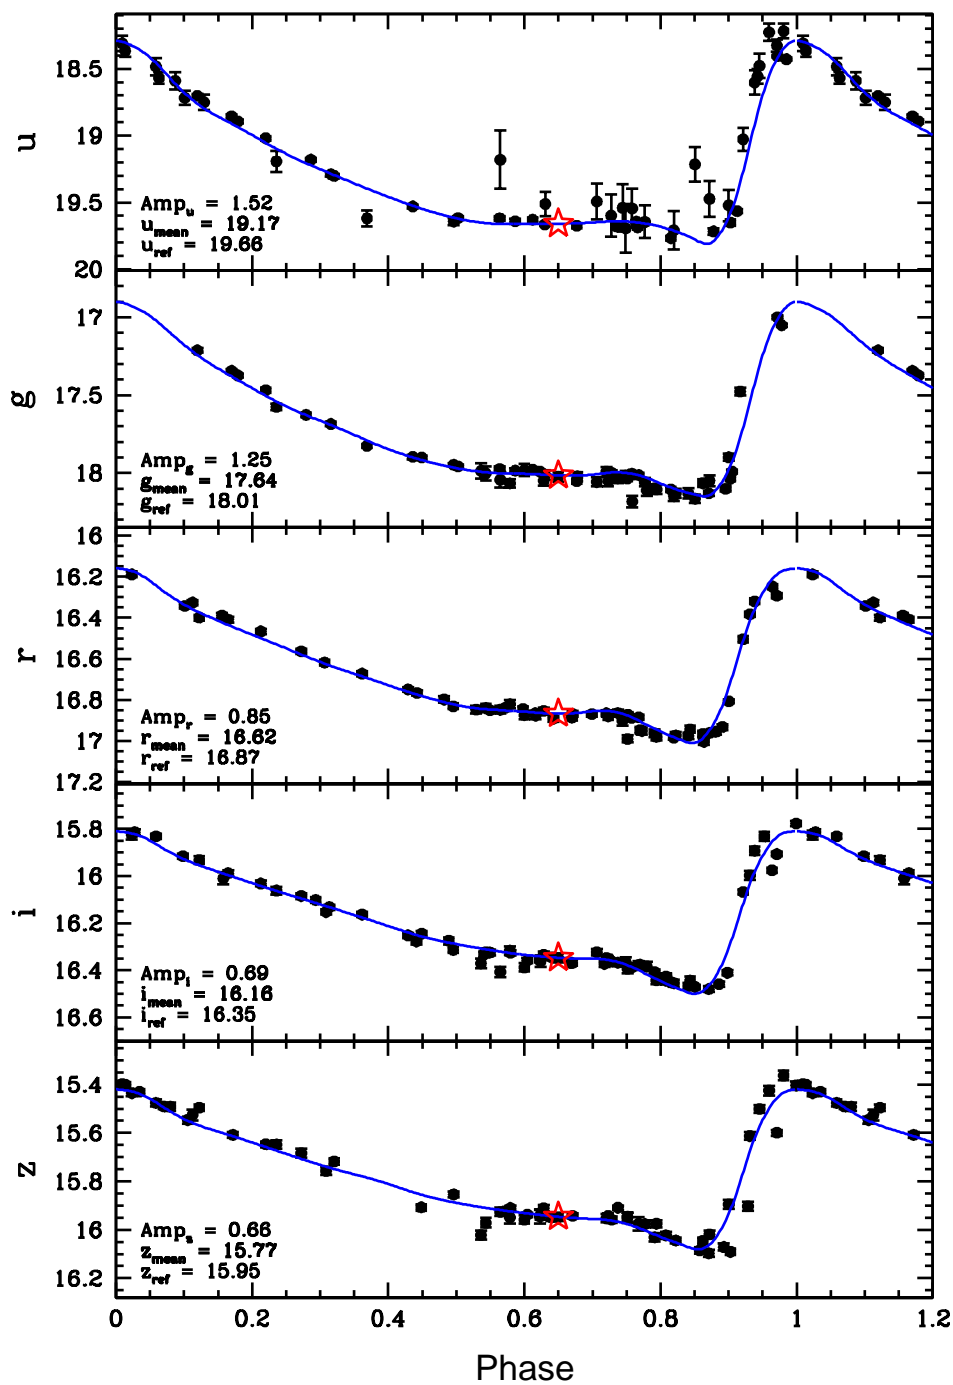 u
18.5
19
19.5
20
Amp_u = 1.52
u_mean = 19.17
u_ref = 19.66
g
17
17.5
18
Amp_g = 1.25
g_mean = 17.64
g_ref = 18.01
r
16
16.2
16.4
16.6
16.8
17
17.2
Amp_r = 0.85
r_mean = 16.62
r_ref = 16.87
i
15.8
16
16.2
16.4
16.6
Amp_i = 0.69
i_mean = 16.16
i_ref = 16.35
z
15.4
15.6
15.8
16
16.2
Amp_z = 0.66
z_mean = 15.77
z_ref = 15.95
0 0.2 0.4 0.6 0.8 1 1.2
Phase